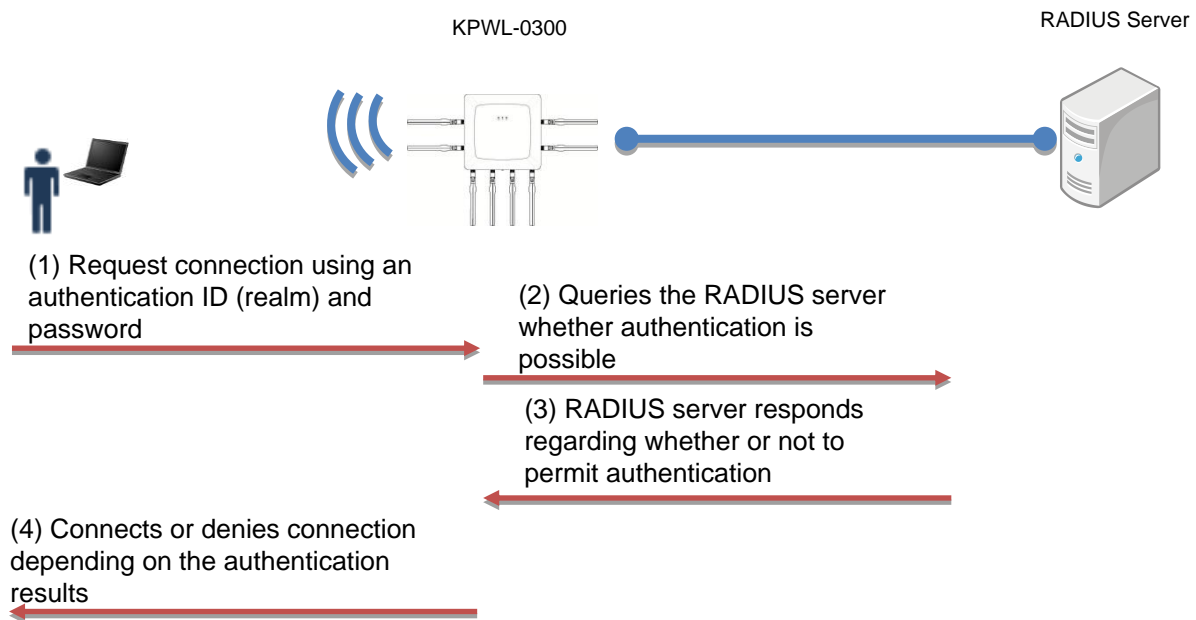 KPWL-0300
RADIUS Server
(1) Request connection using an
authentication ID (realm) and
password
(2) Queries the RADIUS server
whether authentication is
possible
(3) RADIUS server responds
regarding whether or not to
permit authentication
(4) Connects or denies connection
depending on the authentication
results